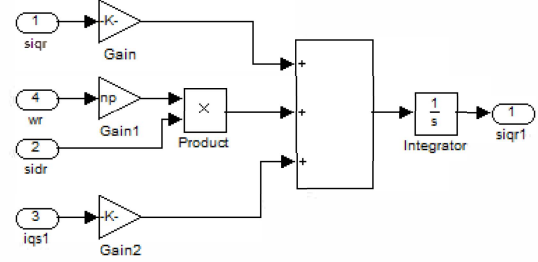 1
siqr
-K-
Gain
4
wr
np
Gain1
2
sidr
×
Product
3
iqs1
-K-
Gain2
+
+
+
1
s
Integrator
1
siqr1